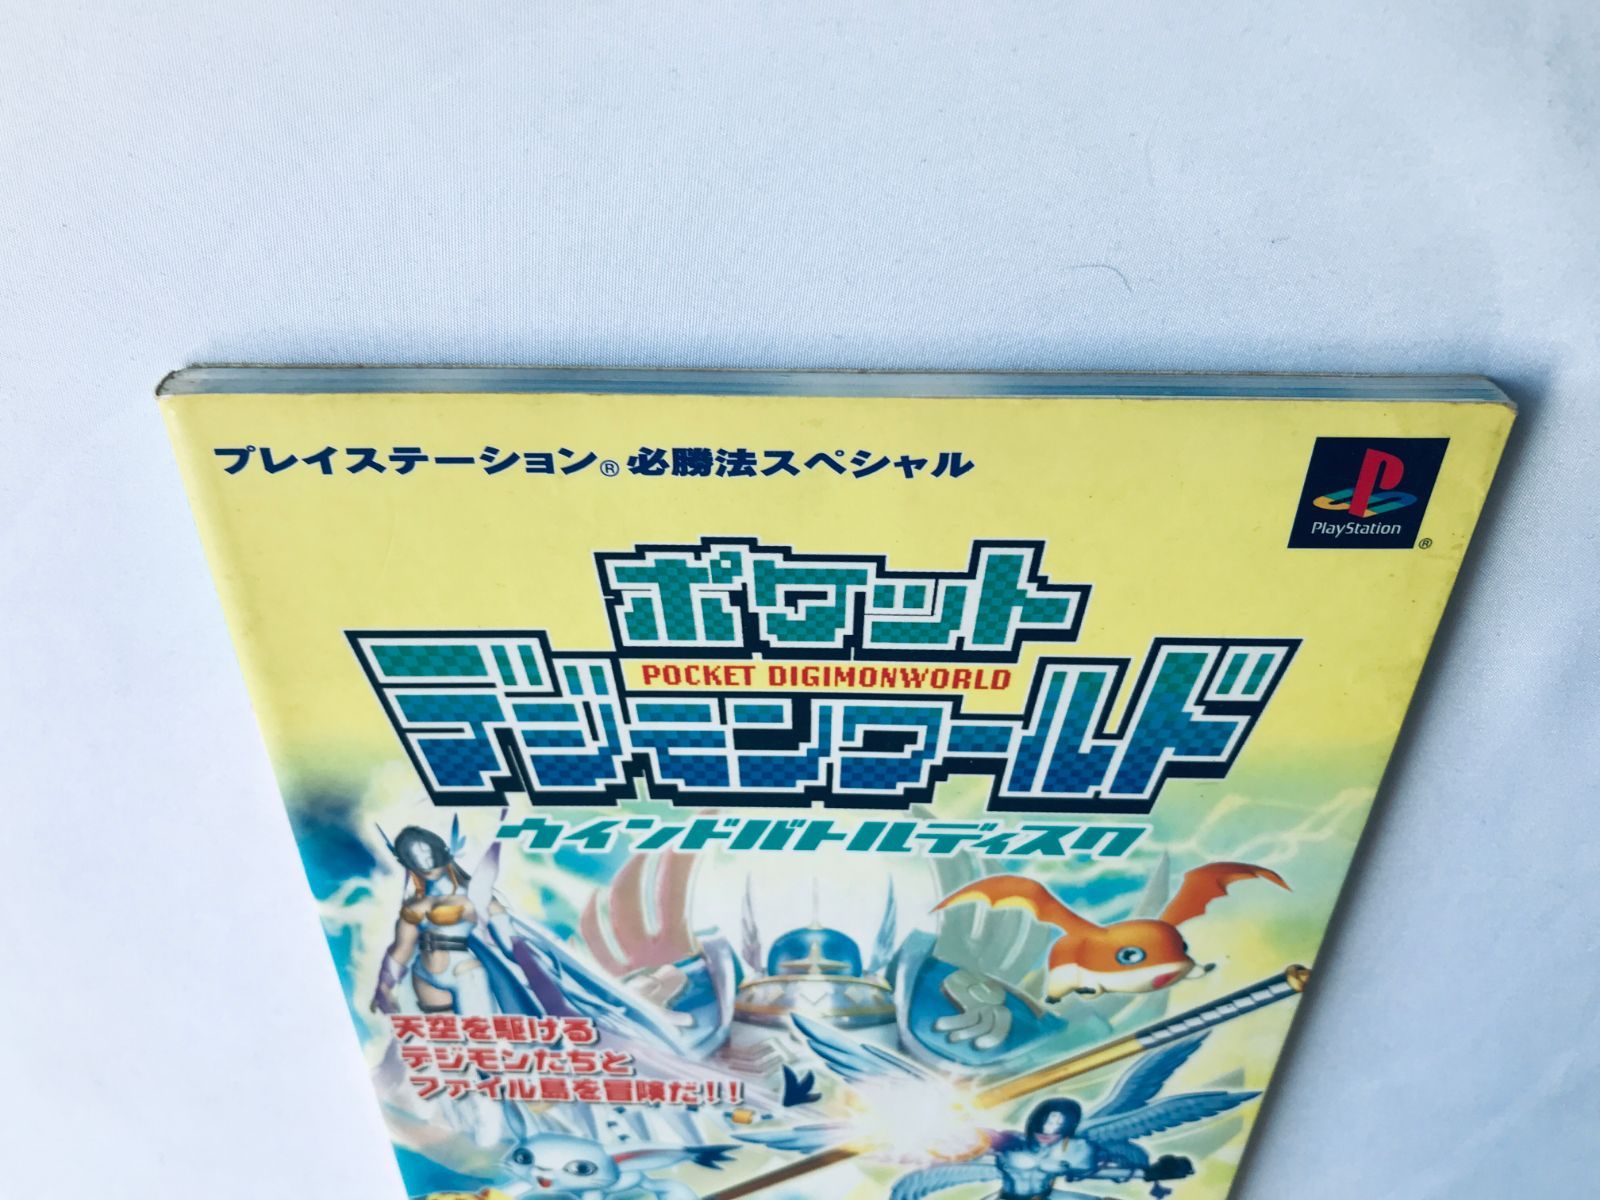 プレイステーション®必勝法スペシャル
PlayStation®
ポケット
POCKET DIGIMONWORLD
デジモンワールド
ウインドバトルディスク
天空を駆ける
デジモンたちと
ファイル島を冒険だ!!